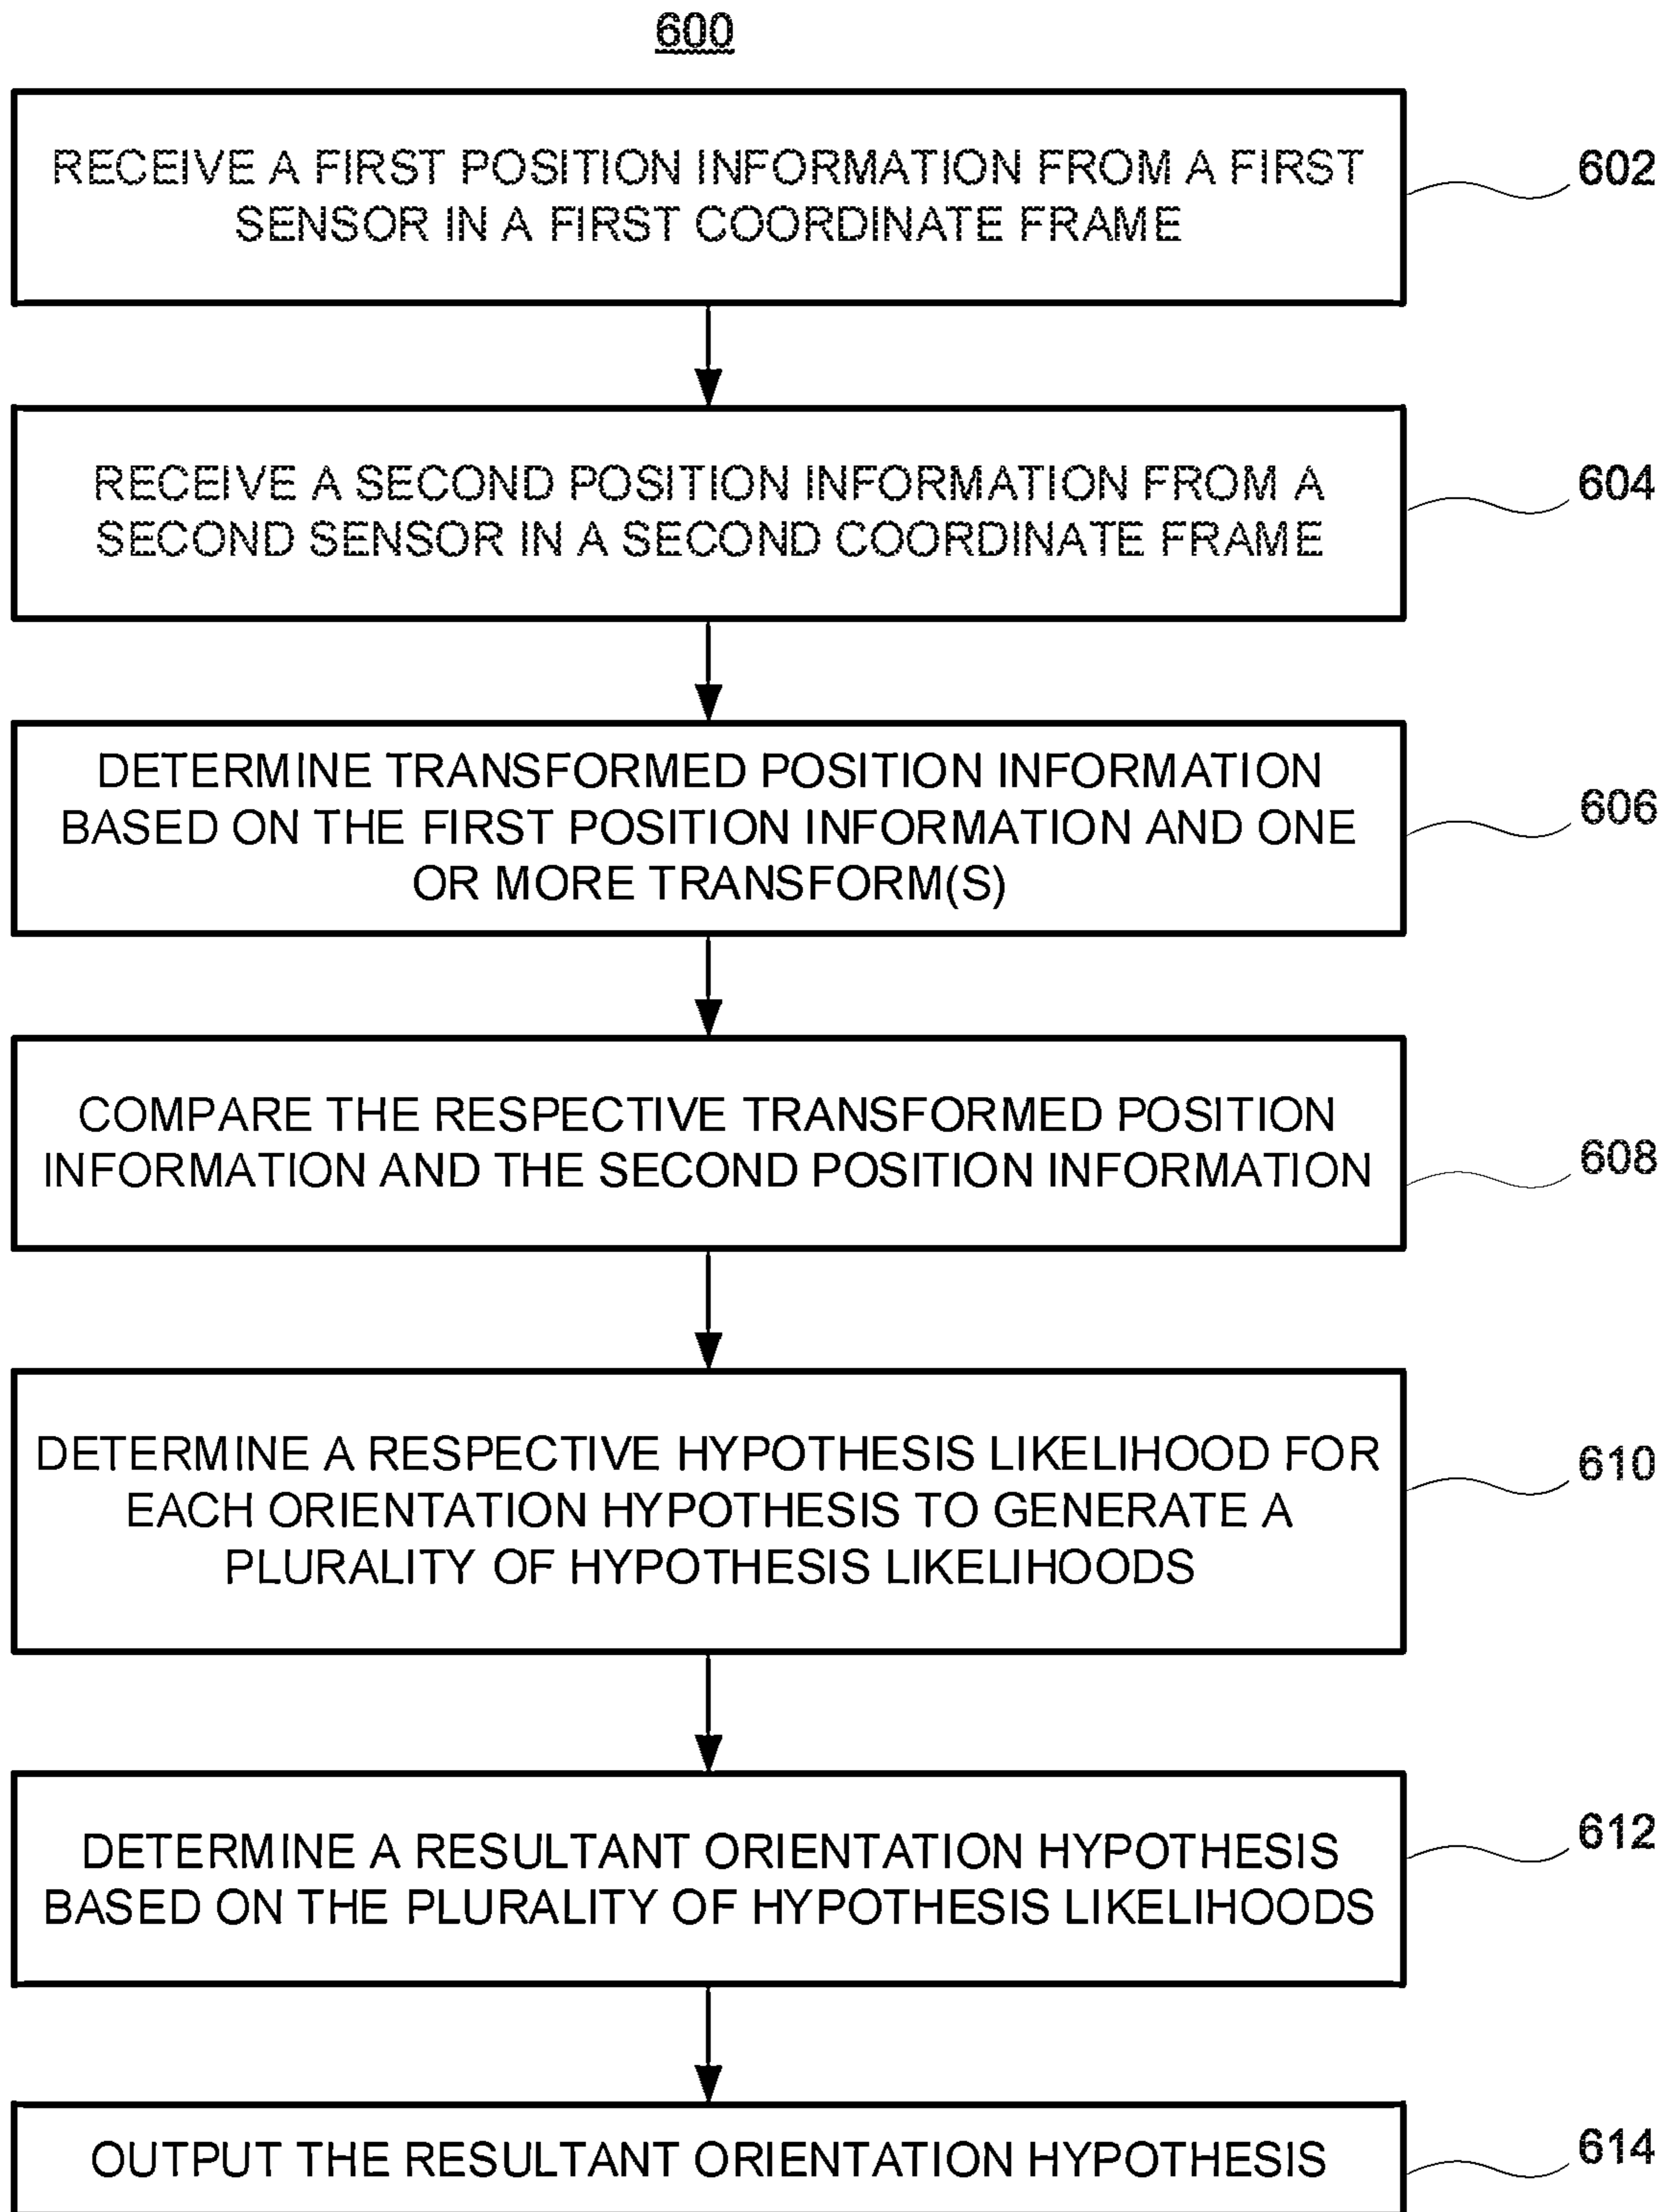 600
RECEIVE A FIRST POSITION INFORMATION FROM A FIRST
SENSOR IN A FIRST COORDINATE FRAME
602
RECEIVE A SECOND POSITION INFORMATION FROM A
SECOND SENSOR IN A SECOND COORDINATE FRAME
604
DETERMINE TRANSFORMED POSITION INFORMATION
BASED ON THE FIRST POSITION INFORMATION AND ONE
OR MORE TRANSFORM(S)
606
COMPARE THE RESPECTIVE TRANSFORMED POSITION
INFORMATION AND THE SECOND POSITION INFORMATION
608
DETERMINE A RESPECTIVE HYPOTHESIS LIKELIHOOD FOR
EACH ORIENTATION HYPOTHESIS TO GENERATE A
PLURALITY OF HYPOTHESIS LIKELIHOODS
610
DETERMINE A RESULTANT ORIENTATION HYPOTHESIS
BASED ON THE PLURALITY OF HYPOTHESIS LIKELIHOODS
612
OUTPUT THE RESULTANT ORIENTATION HYPOTHESIS
614